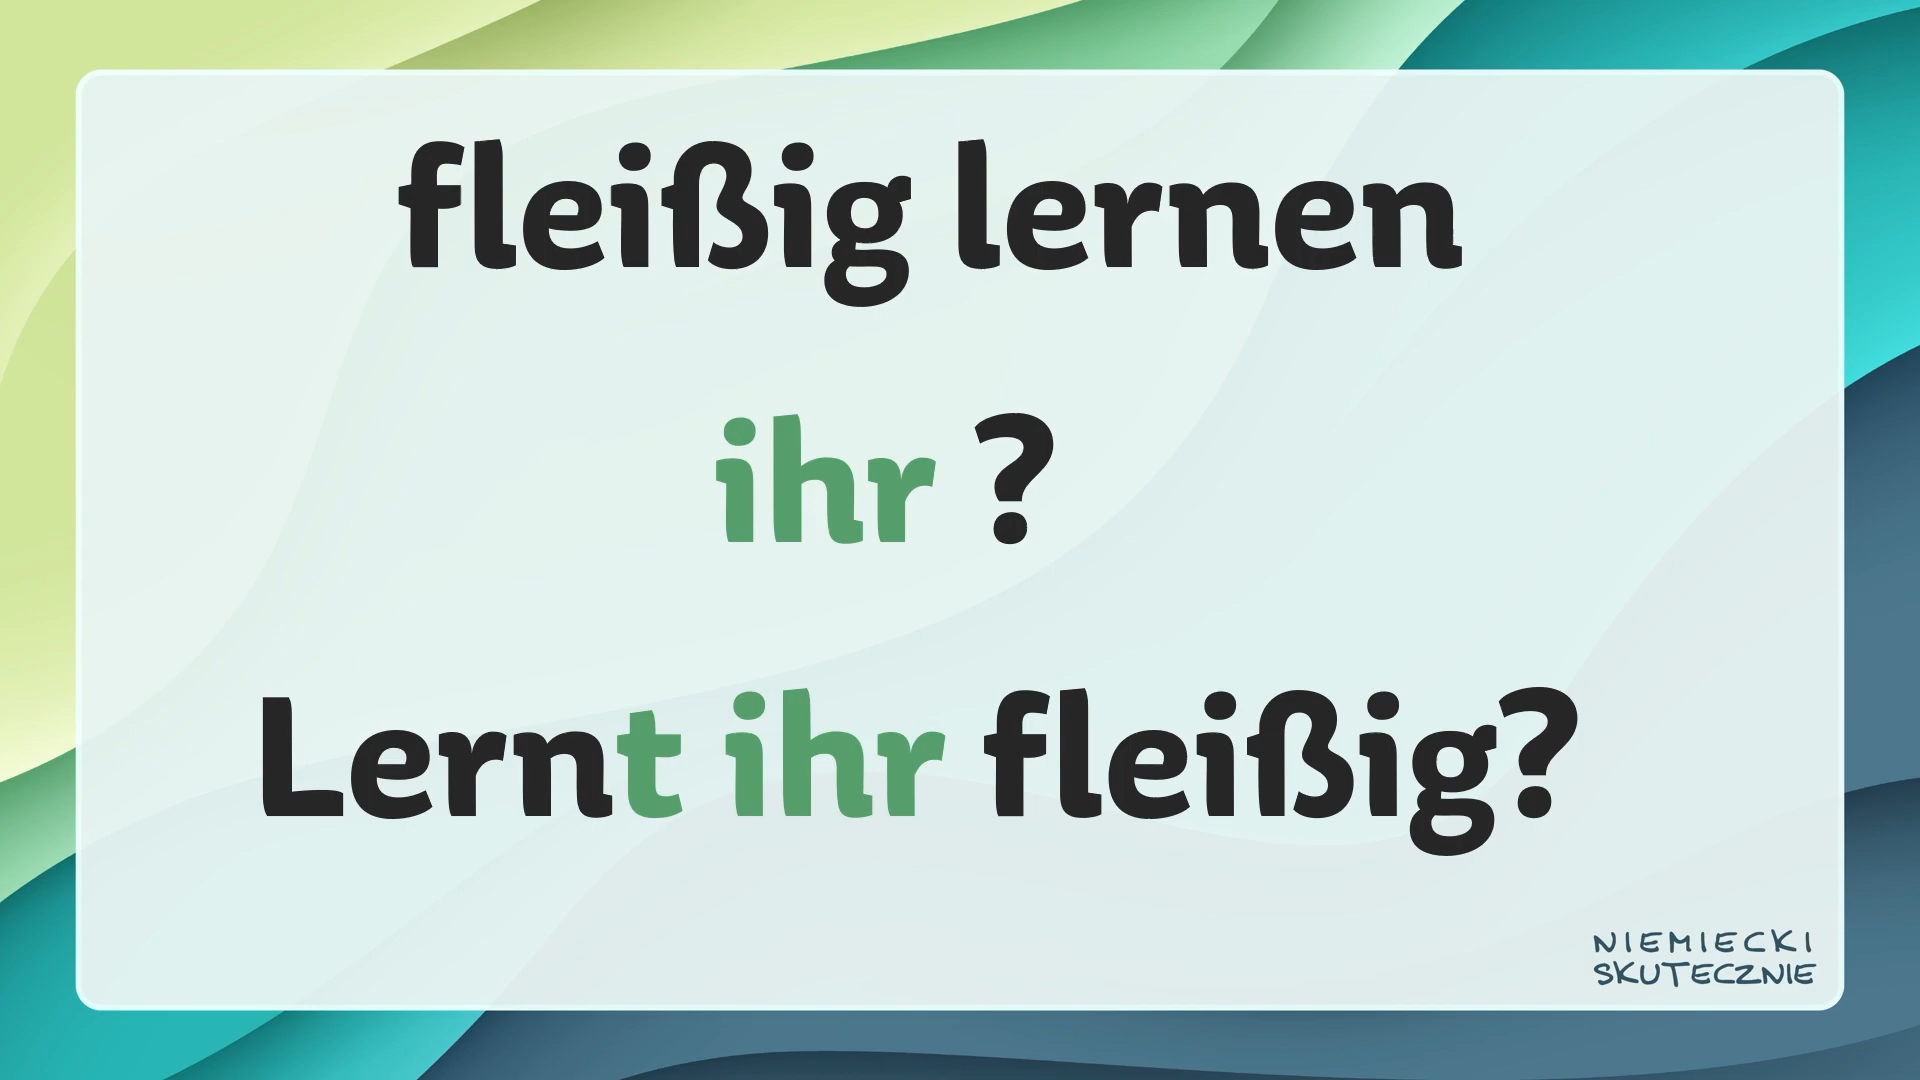 fleißig lernen
ihr ?
Lernt ihr fleißig?
NIEMIECKI
SKUTECZNIE